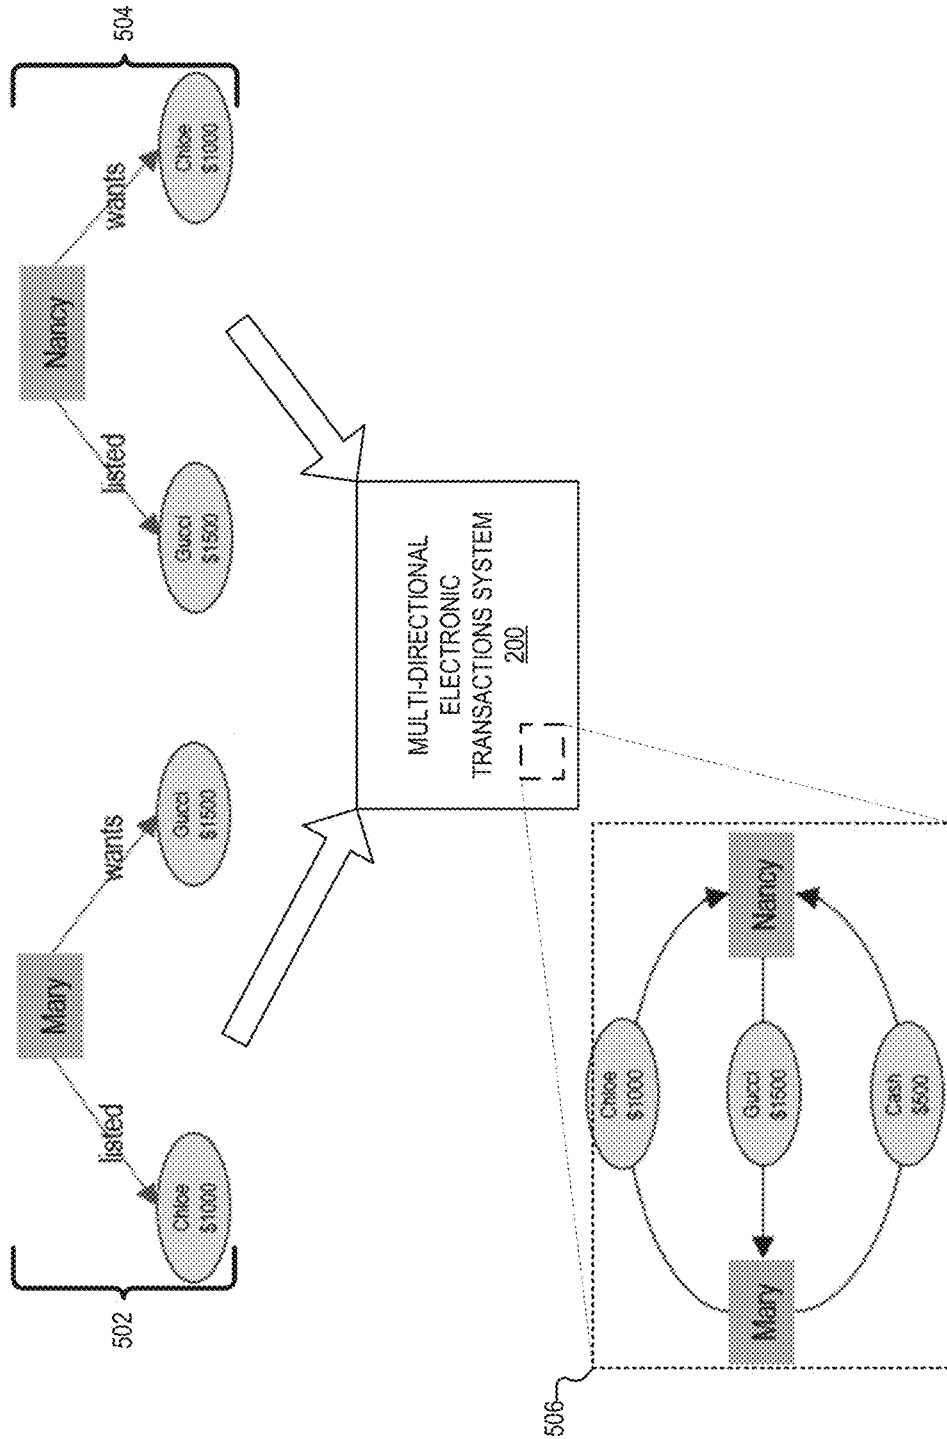 502
504
Mary
Nancy
listed
wants
listed
wants
Chloe
$1000
Gucci
$1500
Gucci
$1500
Chloe
$1000
MULTI-DIRECTIONAL
ELECTRONIC
TRANSACTIONS SYSTEM
200
506
Chloe
$1000
Mary
Gucci
$1500
Nancy
Cash
$500